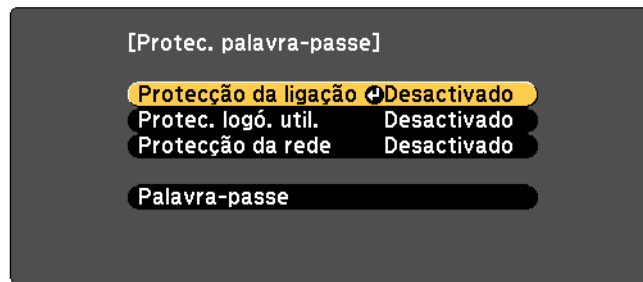 [Protec. palavra-passe]
Protecção da ligação Desactivado
Protec. logó. util. Desactivado
Protecção da rede Desactivado
Palavra-passe